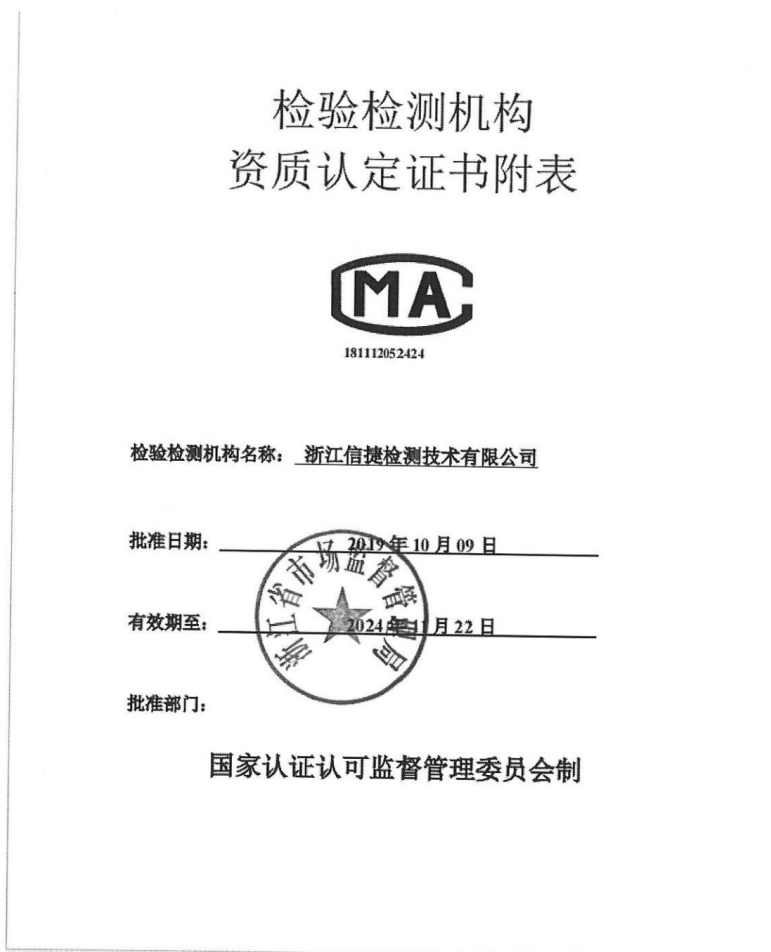 检验检测机构
资质认定证书附表
MA
181112052424
检验检测机构名称: 浙江信捷检测技术有限公司
批准日期: 2019年10月09日
浙江省市场监督管理局
有效期至: 2024年11月22日
批准部门:
国家认证认可监督管理委员会制